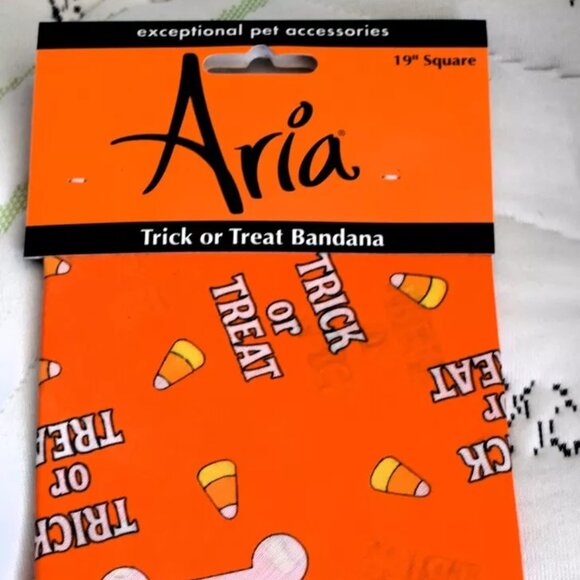 exceptional pet accessories
19" Square
Aria®
Trick or Treat Bandana
TRICK
or
TREAT
TRICK
or
TREAT
TRICK
or
TREAT